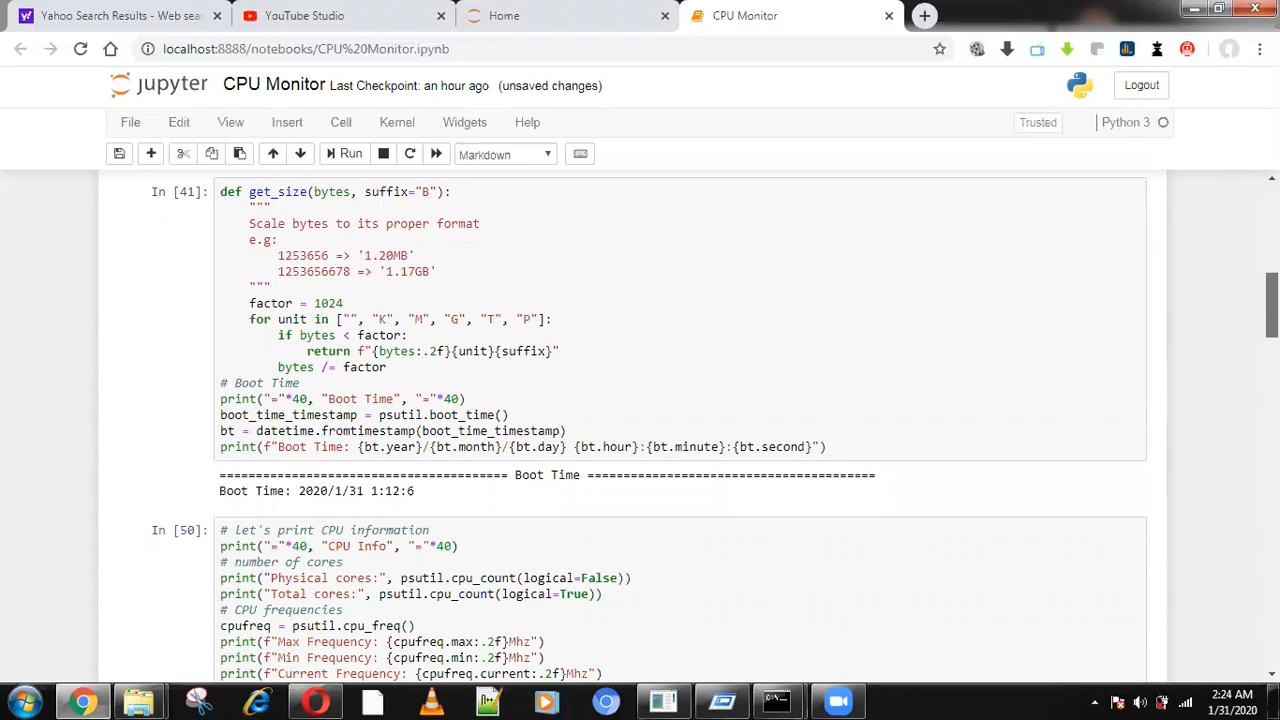 Yahoo Search Results - Web sear
YouTube Studio
Home
CPU Monitor
localhost:8888/notebooks/CPU%20Monitor.ipynb
jupyter CPU Monitor Last Checkpoint: an hour ago (unsaved changes)
Logout
File Edit View Insert Cell Kernel Widgets Help
Trusted
Python 3
Run
Markdown
In [41]: def get_size(bytes, suffix="B"):
"""
Scale bytes to its proper format
e.g:
1253656 => '1.20MB'
1253656678 => '1.17GB'
"""
factor = 1024
for unit in ["", "K", "M", "G", "T", "P"]:
if bytes < factor:
return f"{bytes:.2f}{unit}{suffix}"
bytes /= factor
# Boot Time
print("="*40, "Boot Time", "="*40)
boot_time_timestamp = psutil.boot_time()
bt = datetime.fromtimestamp(boot_time_timestamp)
print(f"Boot Time: {bt.year}/{bt.month}/{bt.day} {bt.hour}:{bt.minute}:{bt.second}")
======================================== Boot Time ========================================
Boot Time: 2020/1/31 1:12:6
In [50]: # let's print CPU information
print("="*40, "CPU Info", "="*40)
# number of cores
print("Physical cores:", psutil.cpu_count(logical=False))
print("Total cores:", psutil.cpu_count(logical=True))
# CPU frequencies
cpufreq = psutil.cpu_freq()
print(f"Max Frequency: {cpufreq.max:.2f}Mhz")
print(f"Min Frequency: {cpufreq.min:.2f}Mhz")
print(f"Current Frequency: {cpufreq.current:.2f}Mhz")
2:24 AM
1/31/2020